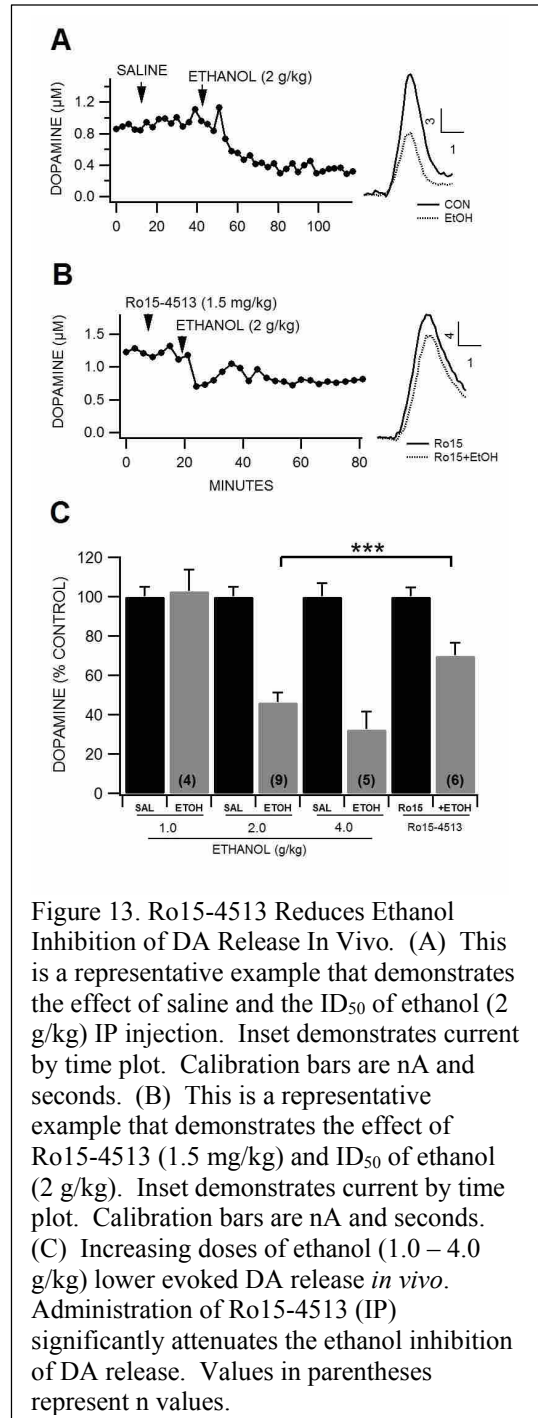 A
SALINE
ETHANOL (2 g/kg)
DOPAMINE (µM)
1.2
0.8
0.4
0.0
0 20 40 60 80 100
3
1
CON
EtOH
B
Ro15-4513 (1.5 mg/kg)
ETHANOL (2 g/kg)
DOPAMINE (µM)
1.5
1.0
0.5
0.0
0 20 40 60 80
MINUTES
4
1
Ro15
Ro15+EtOH
C
***
DOPAMINE (% CONTROL)
120
100
80
60
40
20
0
(4) (9) (5) (6)
SAL ETOH SAL ETOH SAL ETOH Ro15 +ETOH
1.0 2.0 4.0 Ro15-4513
ETHANOL (g/kg)
Figure 13. Ro15-4513 Reduces Ethanol
Inhibition of DA Release In Vivo. (A) This
is a representative example that demonstrates
the effect of saline and the ID₅₀ of ethanol (2
g/kg) IP injection. Inset demonstrates current
by time plot. Calibration bars are nA and
seconds. (B) This is a representative
example that demonstrates the effect of
Ro15-4513 (1.5 mg/kg) and ID₅₀ of ethanol
(2 g/kg). Inset demonstrates current by time
plot. Calibration bars are nA and seconds.
(C) Increasing doses of ethanol (1.0 – 4.0
g/kg) lower evoked DA release in vivo.
Administration of Ro15-4513 (IP)
significantly attenuates the ethanol inhibition
of DA release. Values in parentheses
represent n values.